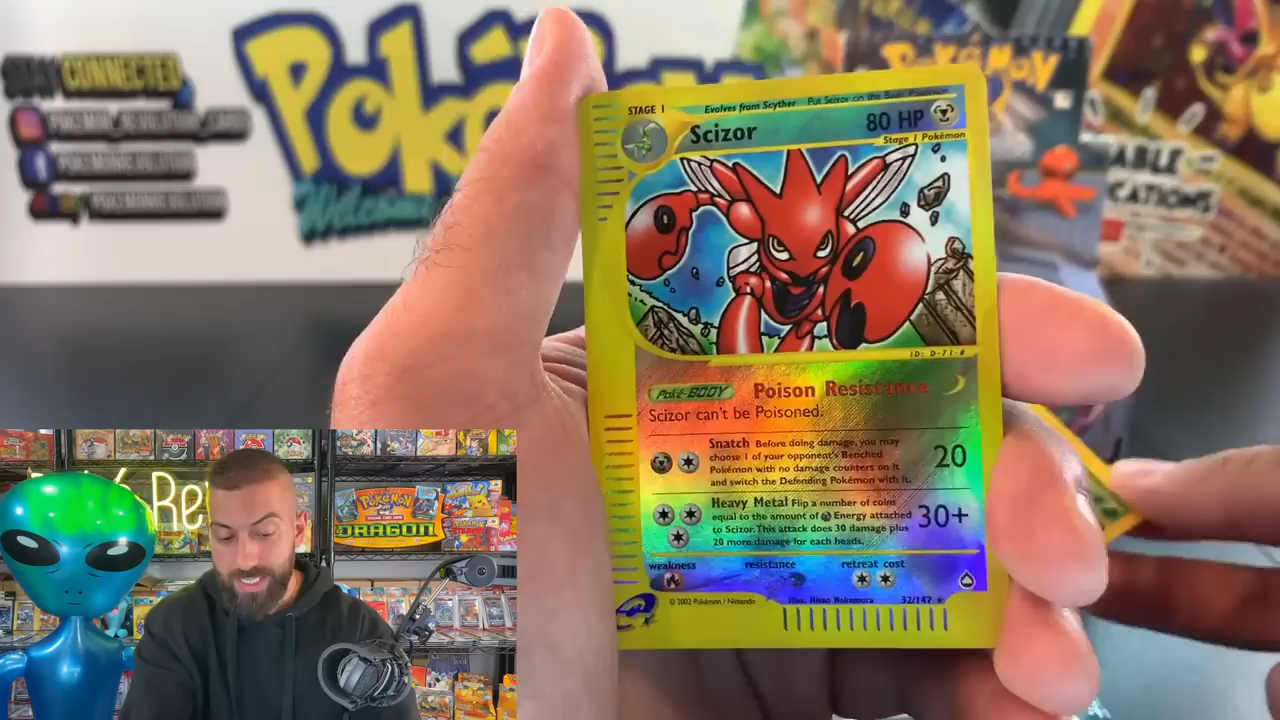 STAY CONNECTED
Poké
Welcome
POKÉMON
ABLE
CATIONS
STAGE 1
Evolves from Scyther
Put Scizor on the Basic Pokémon
Scizor
80 HP
Stage 1 Pokémon
ID: D-71-#
Poké-BODY
Poison Resistance
Scizor can't be Poisoned.
Snatch Before doing damage, you may
choose 1 of your opponent's Benched
Pokémon with no damage counters on it
and switch the Defending Pokémon with it.
20
Heavy Metal Flip a number of coins
equal to the amount of Energy attached
to Scizor. This attack does 30 damage plus
20 more damage for each heads.
30+
weakness
resistance
retreat cost
© 2002 Pokémon / Nintendo
Illus. Hisao Nakamura
32/147
Re
POKÉMON
DRAGON